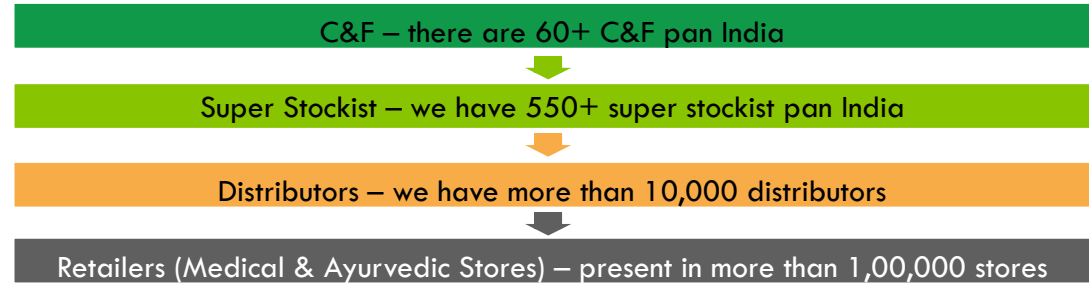 C&F – there are 60+ C&F pan India
Super Stockist – we have 550+ super stockist pan India
Distributors – we have more than 10,000 distributors
Retailers (Medical & Ayurvedic Stores) – present in more than 1,00,000 stores